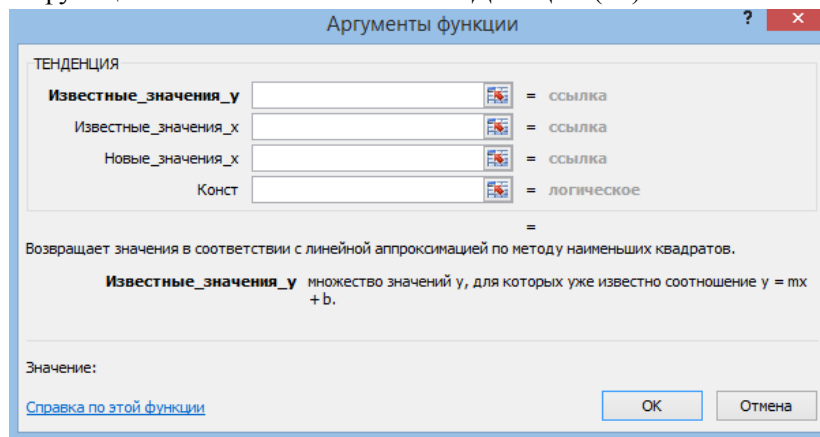 Аргументы функции
? ×
ТЕНДЕНЦИЯ
Известные_значения_y = ссылка
Известные_значения_x = ссылка
Новые_значения_x = ссылка
Конст = логическое
=
Возвращает значения в соответствии с линейной аппроксимацией по методу наименьших квадратов.
Известные_значения_y множество значений y, для которых уже известно соотношение y = mx
+ b.
Значение:
Справка по этой функции
ОК Отмена